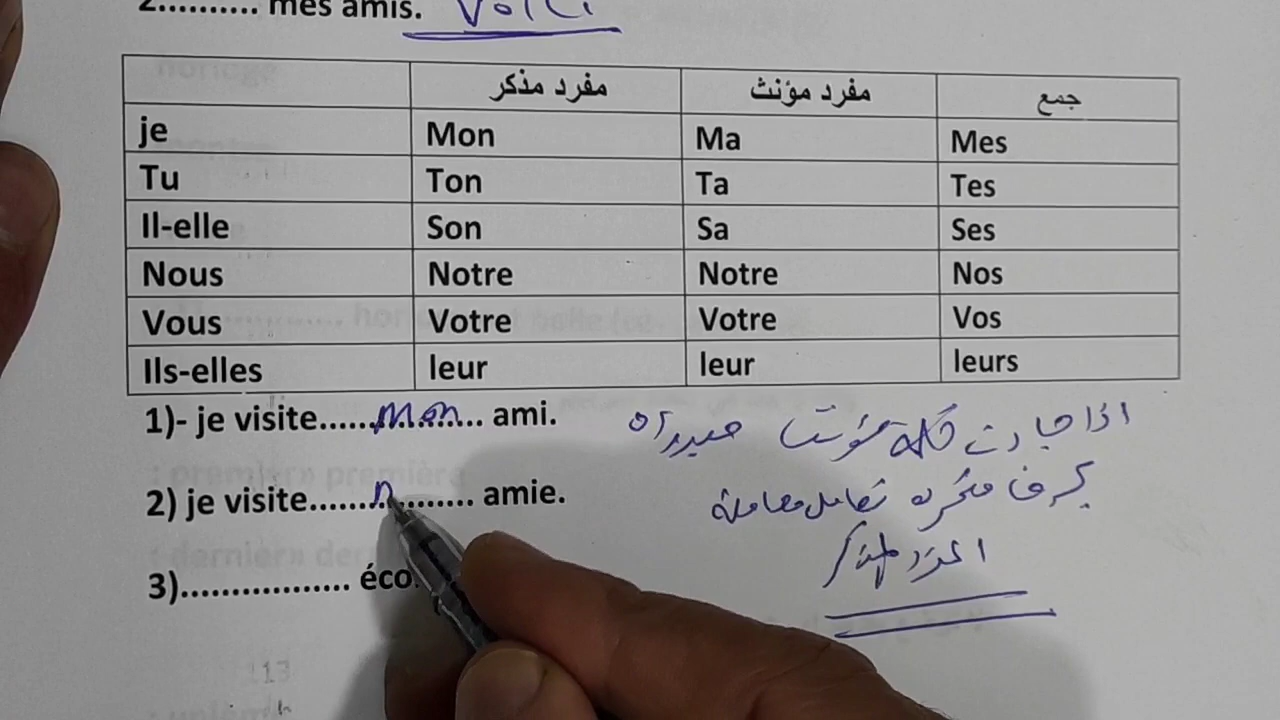 2.......... mes amis. Voici
مفرد مذكر مفرد مؤنث جمع
je Mon Ma Mes
Tu Ton Ta Tes
Il-elle Son Sa Ses
Nous Notre Notre Nos
Vous Votre Votre Vos
Ils-elles leur leur leurs
1)- je visite......mon... ami.
اذا جاءت كلمة مؤنث مبدوءة
بحرف متحرك تعامل معاملة
المفرد المذكر
2) je visite................ amie.
3)................ éco